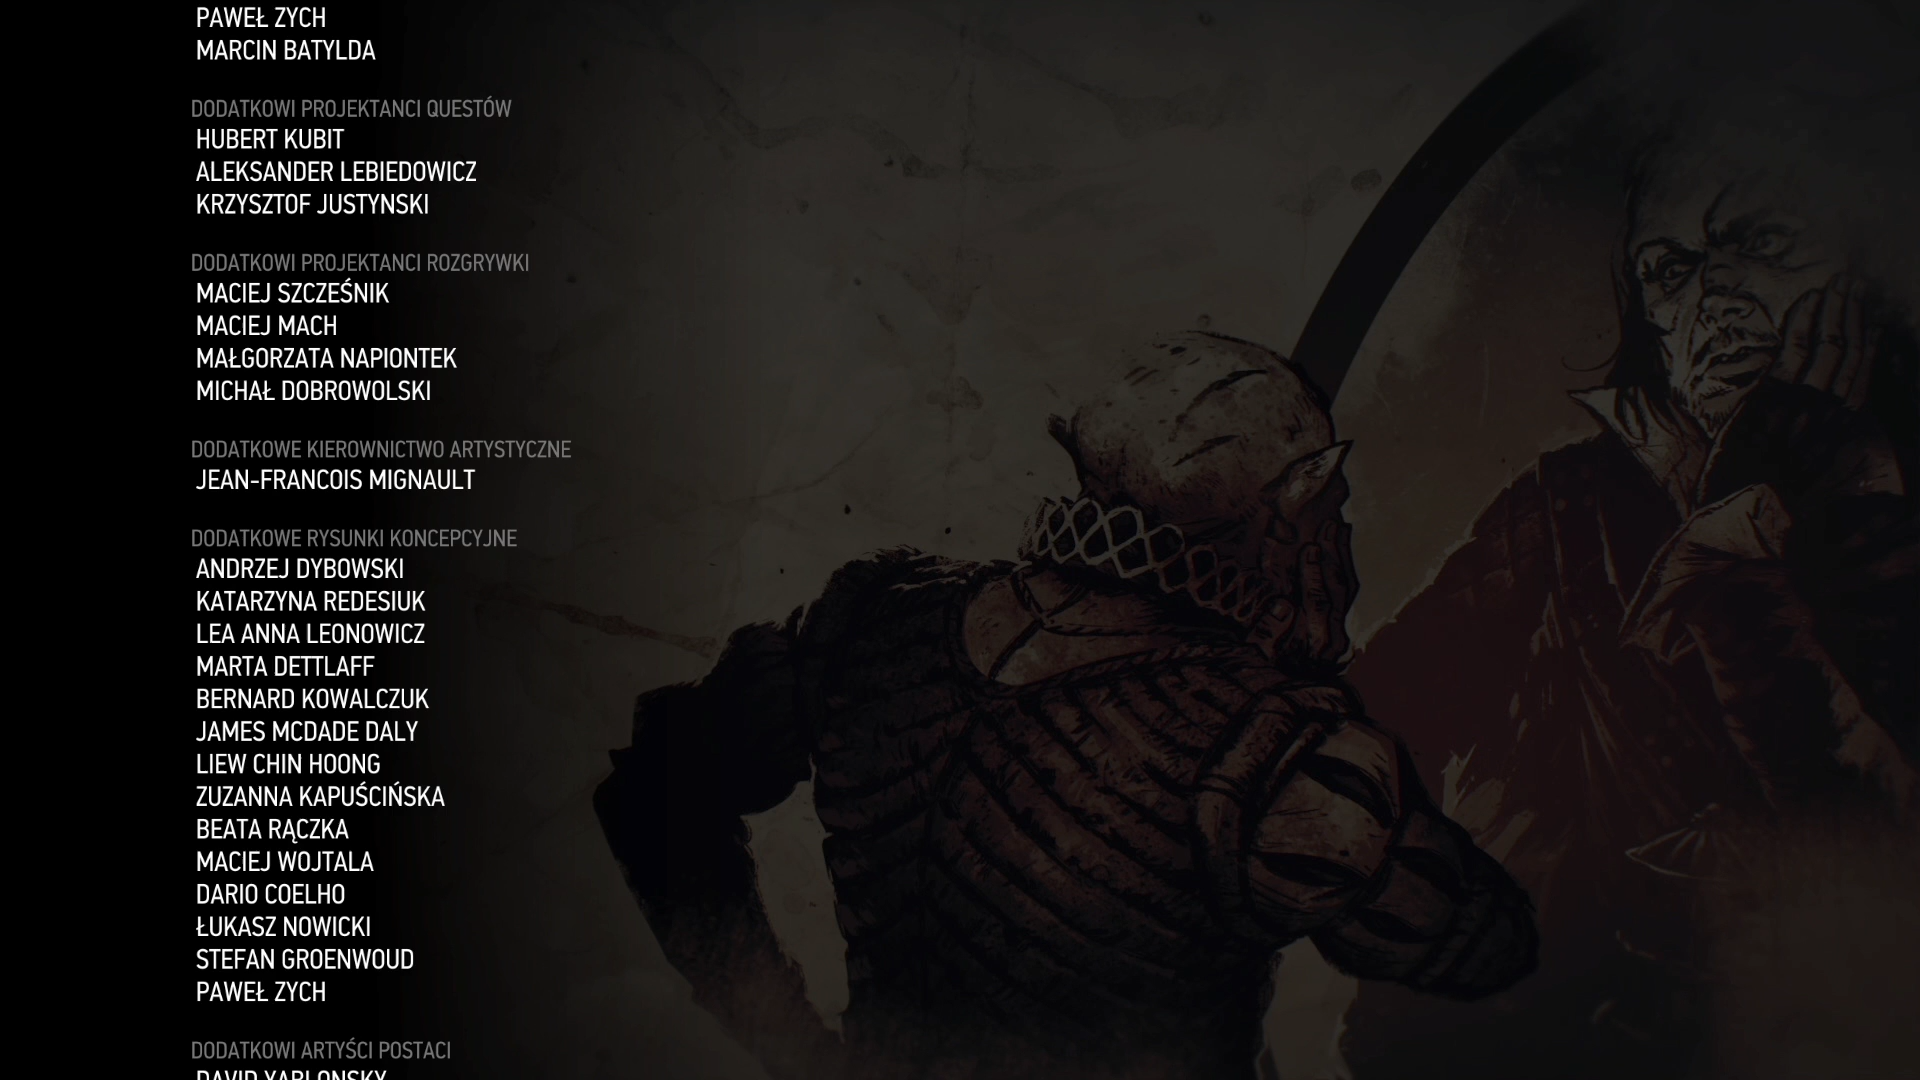 PAWEŁ ZYCH
MARCIN BATYLDA
DODATKOWI PROJEKTANCI QUESTÓW
HUBERT KUBIT
ALEKSANDER LEBIEDOWICZ
KRZYSZTOF JUSTYNSKI
DODATKOWI PROJEKTANCI ROZGRYWKI
MACIEJ SZCZEŚNIK
MACIEJ MACH
MAŁGORZATA NAPIONTEK
MICHAŁ DOBROWOLSKI
DODATKOWE KIEROWNICTWO ARTYSTYCZNE
JEAN-FRANCOIS MIGNAULT
DODATKOWE RYSUNKI KONCEPCYJNE
ANDRZEJ DYBOWSKI
KATARZYNA REDESIUK
LEA ANNA LEONOWICZ
MARTA DETTLAFF
BERNARD KOWALCZUK
JAMES MCDADE DALY
LIEW CHIN HOONG
ZUZANNA KAPUŚCIŃSKA
BEATA RĄCZKA
MACIEJ WOJTALA
DARIO COELHO
ŁUKASZ NOWICKI
STEFAN GROENWOUD
PAWEŁ ZYCH
DODATKOWI ARTYŚCI POSTACI
DAVID YABLONSKY